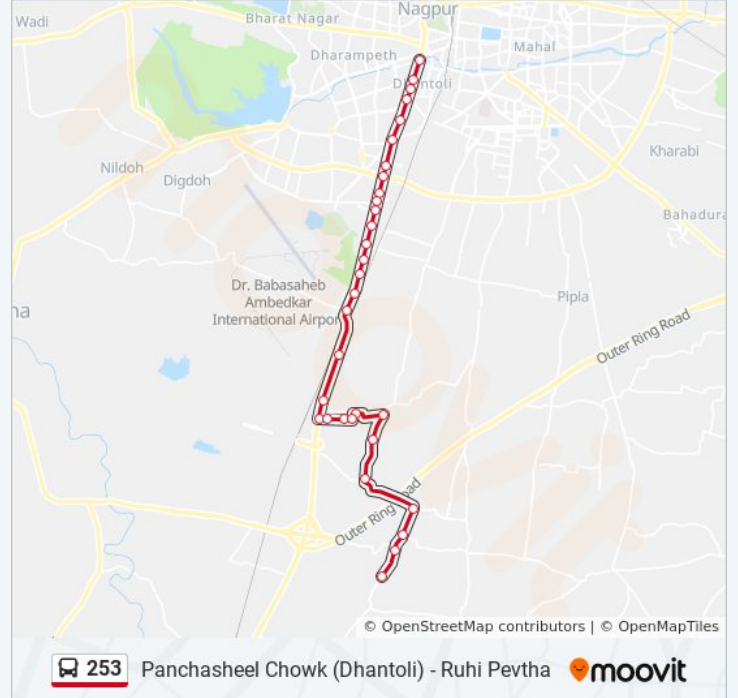 Nagpur
Wadi
Bharat Nagar
Mahal
Dharampeth
Dhantoli
Kharabi
Nildoh
Digdoh
Bahadura
Dr. Babasaheb
Ambedkar
International Airport
Pipla
na
Outer Ring Road
Outer Ring Road
© OpenStreetMap contributors | © OpenMapTiles
253 Panchasheel Chowk (Dhantoli) - Ruhi Pevtha moovit